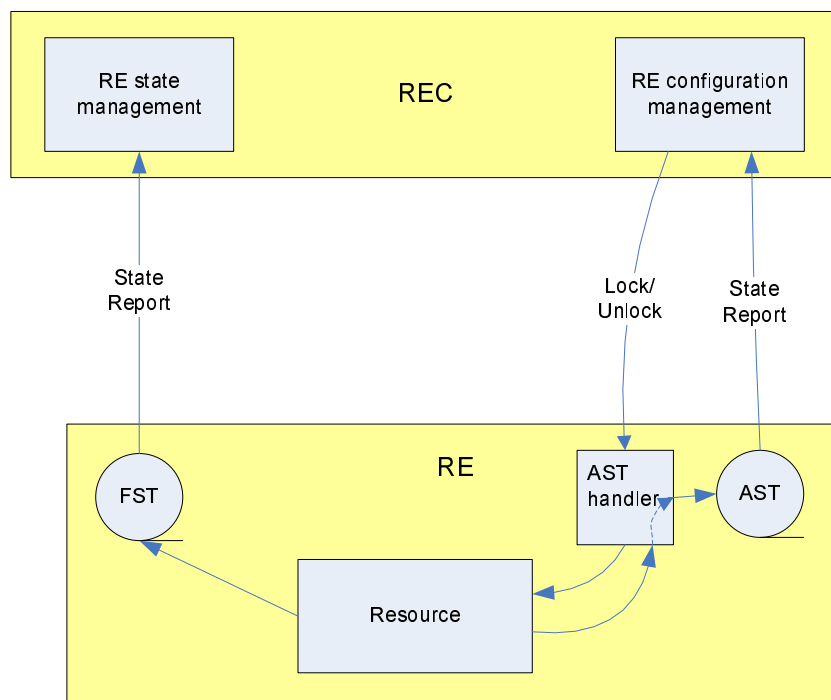 RE state
management
REC
RE configuration
management
State
Report
Lock/
Unlock
State
Report
RE
FST
AST
handler
AST
Resource